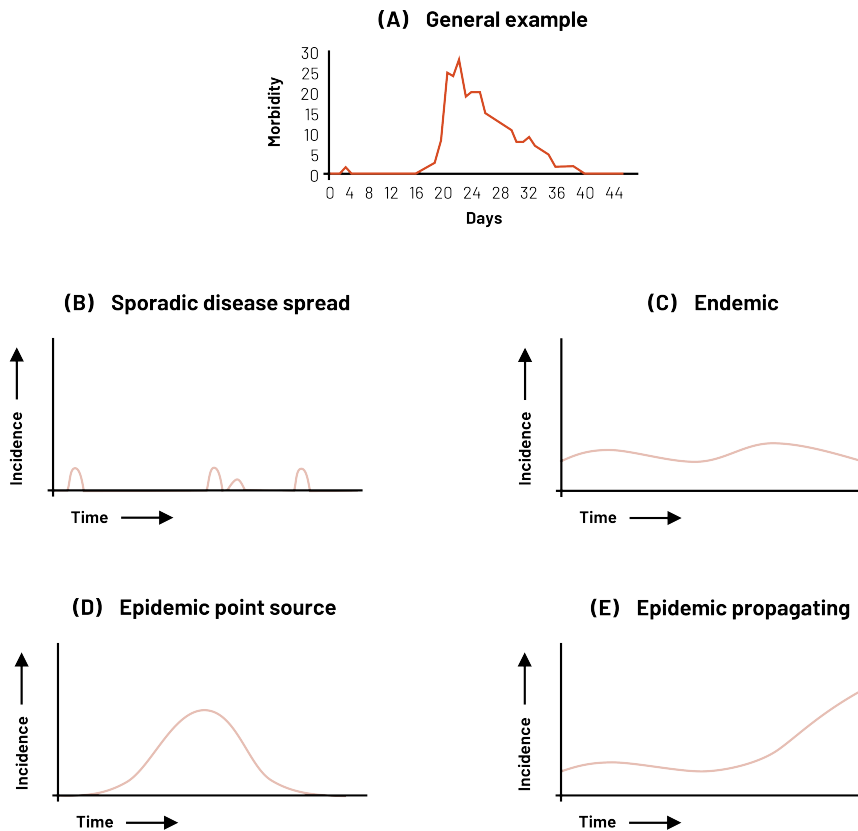 (A) General example
Morbidity
30
25
20
15
10
5
0
0 4 8 12 16 20 24 28 32 36 40 44
Days
(B) Sporadic disease spread
Incidence
Time
(C) Endemic
Incidence
Time
(D) Epidemic point source
Incidence
Time
(E) Epidemic propagating
Incidence
Time